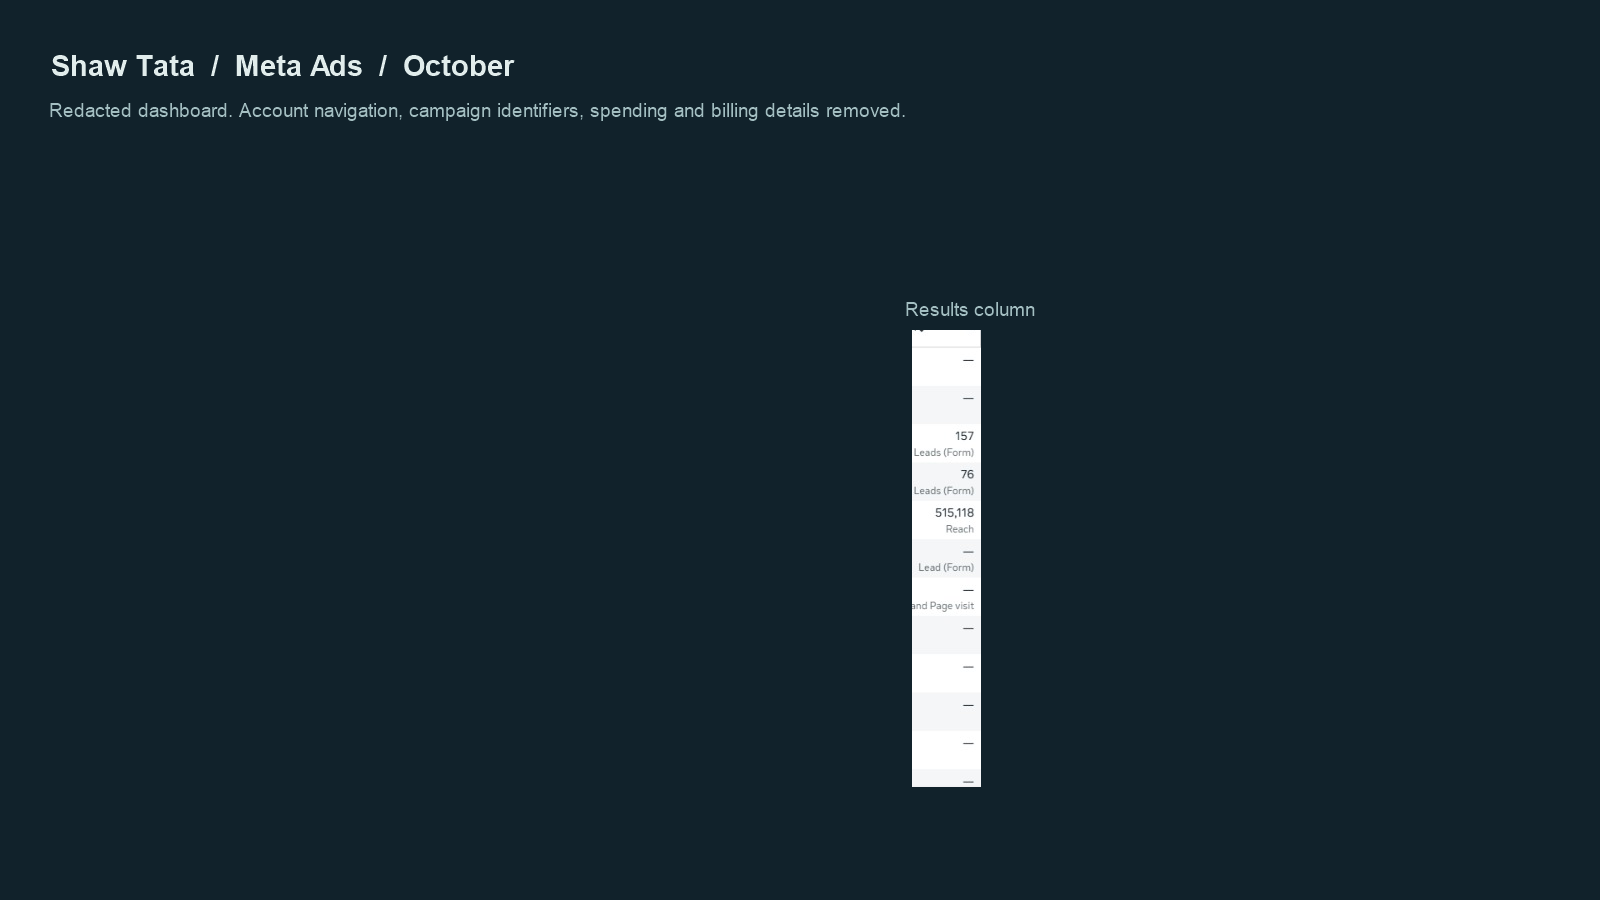 Shaw Tata / Meta Ads / October
Redacted dashboard. Account navigation, campaign identifiers, spending and billing details removed.
Results column
—
—
157
Leads (Form)
76
Leads (Form)
515,118
Reach
—
Lead (Form)
—
and Page visit
—
—
—
—
—